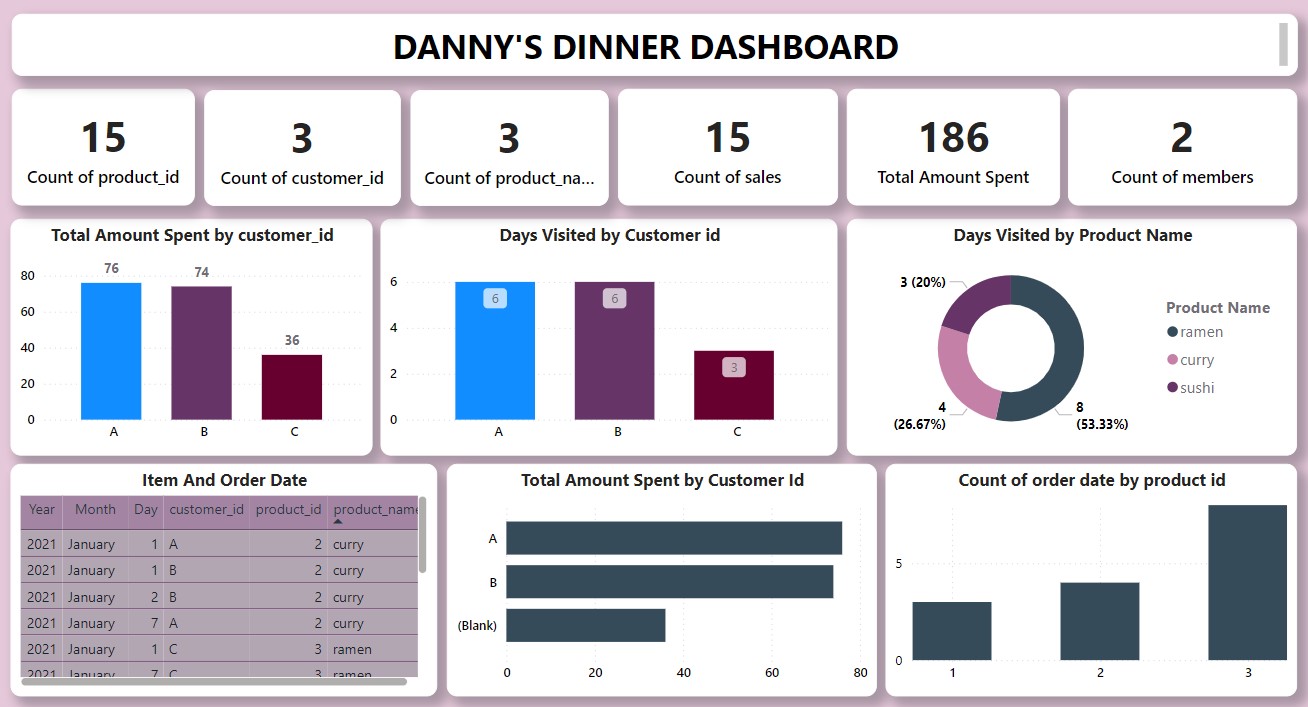 DANNY'S DINNER DASHBOARD
15
Count of product_id
3
Count of customer_id
3
Count of product_na...
15
Count of sales
186
Total Amount Spent
2
Count of members
Total Amount Spent by customer_id
80
60
40
20
0
76
74
36
A B C
Days Visited by Customer id
6
4
2
0
6
6
3
A B C
Days Visited by Product Name
3 (20%)
4
(26.67%)
8
(53.33%)
Product Name
ramen
curry
sushi
Item And Order Date
Year Month Day customer_id product_id product_name
2021 January 1 A 2 curry
2021 January 1 B 2 curry
2021 January 2 B 2 curry
2021 January 7 A 2 curry
2021 January 1 C 3 ramen
2021 January 7 C 3 ramen
Total Amount Spent by Customer Id
A
B
(Blank)
0 20 40 60 80
Count of order date by product id
5
0
1 2 3